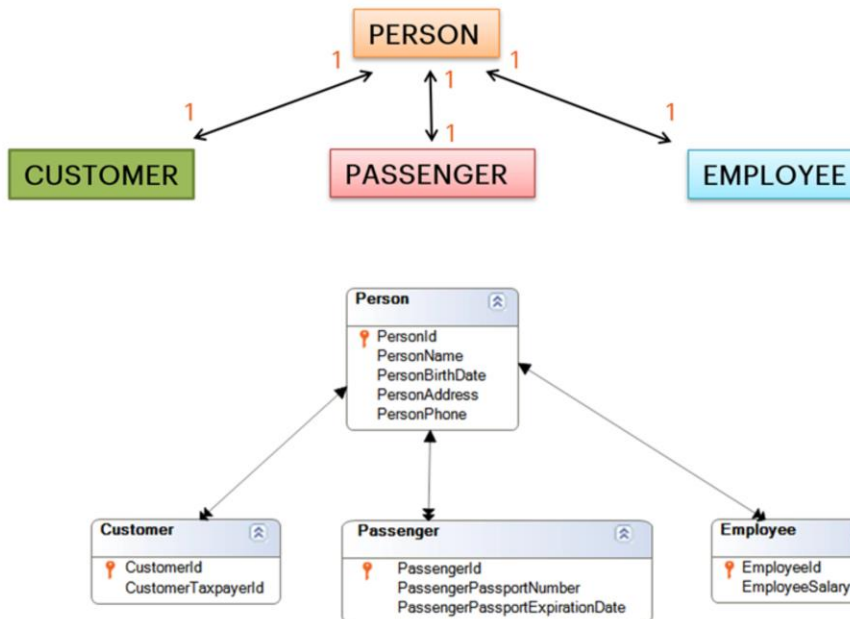 PERSON
1
1
1
1
1
1
CUSTOMER
PASSENGER
EMPLOYEE
Person
PersonId
PersonName
PersonBirthDate
PersonAddress
PersonPhone
Customer
CustomerId
CustomerTaxpayerId
Passenger
PassengerId
PassengerPassportNumber
PassengerPassportExpirationDate
Employee
EmployeeId
EmployeeSalary